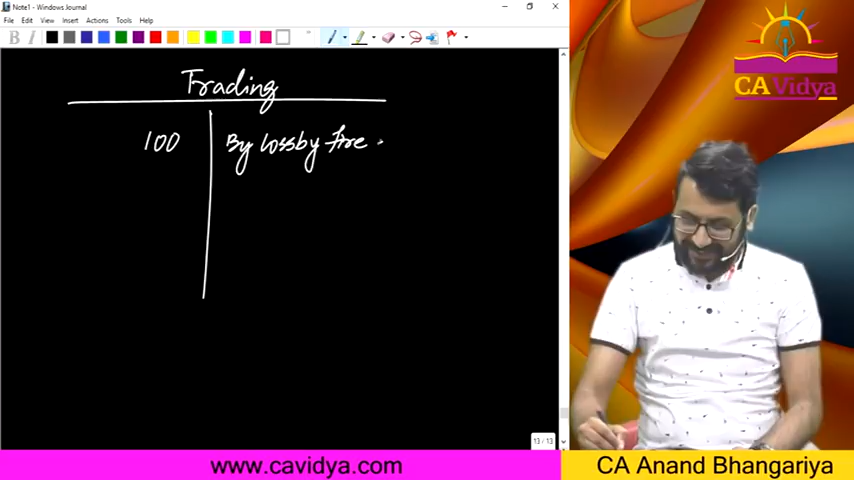 Note1 - Windows Journal
File Edit View Insert Actions Tools Help
B I
CA Vidya
Trading
100 By Loss by fire
13 / 13
www.cavidya.com
CA Anand Bhangariya